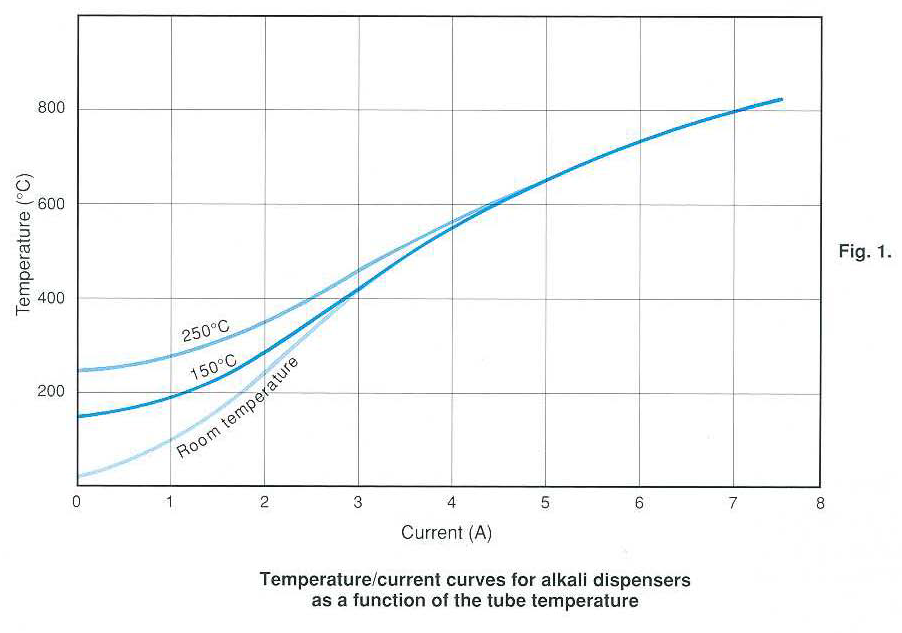 800
600
400
200
Temperature (°C)
250°C
150°C
Room temperature
0 1 2 3 4 5 6 7 8
Current (A)
Fig. 1.
Temperature/current curves for alkali dispensers
as a function of the tube temperature